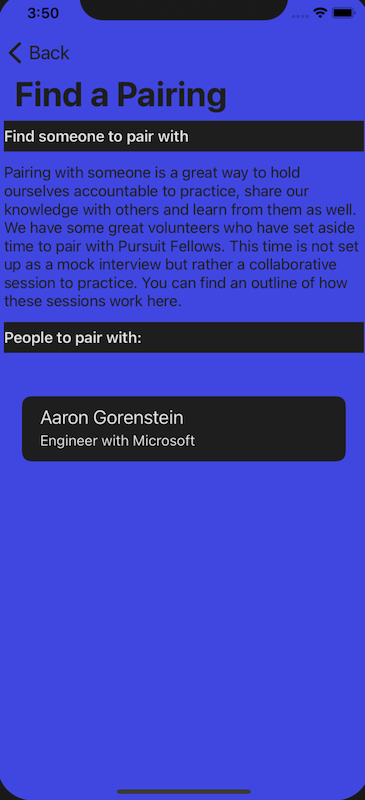 3:50
Back
Find a Pairing
Find someone to pair with
Pairing with someone is a great way to hold
ourselves accountable to practice, share our
knowledge with others and learn from them as well.
We have some great volunteers who have set aside
time to pair with Pursuit Fellows. This time is not set
up as a mock interview but rather a collaborative
session to practice. You can find an outline of how
these sessions work here.
People to pair with:
Aaron Gorenstein
Engineer with Microsoft